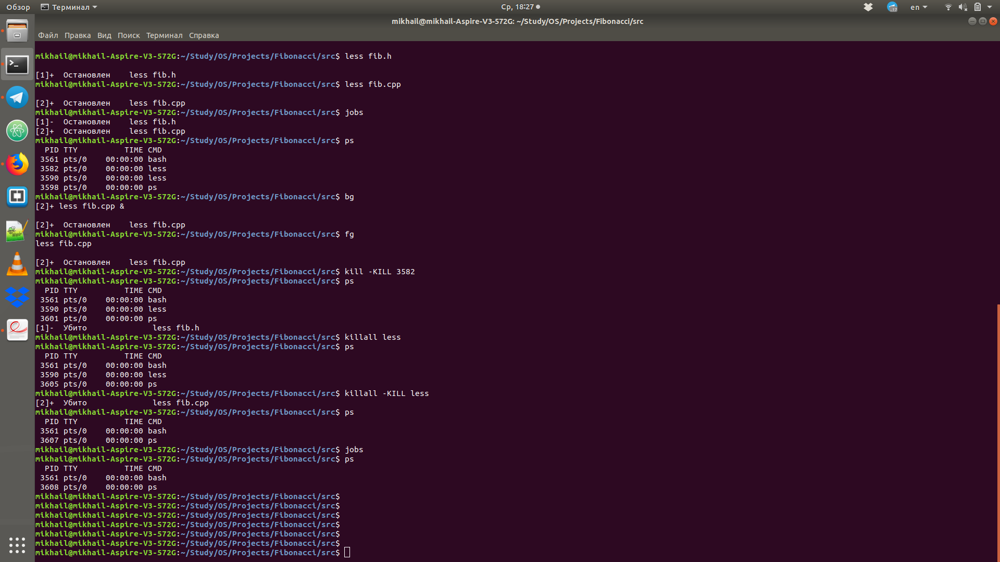 Обзор Терминал Ср, 18:27 17 en
mikhail@mikhail-Aspire-V3-572G: ~/Study/OS/Projects/Fibonacci/src
Файл Правка Вид Поиск Терминал Справка
mikhail@mikhail-Aspire-V3-572G:~/Study/OS/Projects/Fibonacci/src$ less fib.h
[1]+  Остановлен    less fib.h
mikhail@mikhail-Aspire-V3-572G:~/Study/OS/Projects/Fibonacci/src$ less fib.cpp
[2]+  Остановлен    less fib.cpp
mikhail@mikhail-Aspire-V3-572G:~/Study/OS/Projects/Fibonacci/src$ jobs
[1]-  Остановлен    less fib.h
[2]+  Остановлен    less fib.cpp
mikhail@mikhail-Aspire-V3-572G:~/Study/OS/Projects/Fibonacci/src$ ps
  PID TTY          TIME CMD
 3561 pts/0    00:00:00 bash
 3582 pts/0    00:00:00 less
 3590 pts/0    00:00:00 less
 3598 pts/0    00:00:00 ps
mikhail@mikhail-Aspire-V3-572G:~/Study/OS/Projects/Fibonacci/src$ bg
[2]+ less fib.cpp &
[2]+  Остановлен    less fib.cpp
mikhail@mikhail-Aspire-V3-572G:~/Study/OS/Projects/Fibonacci/src$ fg
less fib.cpp
[2]+  Остановлен    less fib.cpp
mikhail@mikhail-Aspire-V3-572G:~/Study/OS/Projects/Fibonacci/src$ kill -KILL 3582
mikhail@mikhail-Aspire-V3-572G:~/Study/OS/Projects/Fibonacci/src$ ps
  PID TTY          TIME CMD
 3561 pts/0    00:00:00 bash
 3590 pts/0    00:00:00 less
 3601 pts/0    00:00:00 ps
[1]-  Убито              less fib.h
mikhail@mikhail-Aspire-V3-572G:~/Study/OS/Projects/Fibonacci/src$ killall less
mikhail@mikhail-Aspire-V3-572G:~/Study/OS/Projects/Fibonacci/src$ ps
  PID TTY          TIME CMD
 3561 pts/0    00:00:00 bash
 3590 pts/0    00:00:00 less
 3605 pts/0    00:00:00 ps
mikhail@mikhail-Aspire-V3-572G:~/Study/OS/Projects/Fibonacci/src$ killall -KILL less
[2]+  Убито              less fib.cpp
mikhail@mikhail-Aspire-V3-572G:~/Study/OS/Projects/Fibonacci/src$ ps
  PID TTY          TIME CMD
 3561 pts/0    00:00:00 bash
 3607 pts/0    00:00:00 ps
mikhail@mikhail-Aspire-V3-572G:~/Study/OS/Projects/Fibonacci/src$ jobs
mikhail@mikhail-Aspire-V3-572G:~/Study/OS/Projects/Fibonacci/src$ ps
  PID TTY          TIME CMD
 3561 pts/0    00:00:00 bash
 3608 pts/0    00:00:00 ps
mikhail@mikhail-Aspire-V3-572G:~/Study/OS/Projects/Fibonacci/src$
mikhail@mikhail-Aspire-V3-572G:~/Study/OS/Projects/Fibonacci/src$
mikhail@mikhail-Aspire-V3-572G:~/Study/OS/Projects/Fibonacci/src$
mikhail@mikhail-Aspire-V3-572G:~/Study/OS/Projects/Fibonacci/src$
mikhail@mikhail-Aspire-V3-572G:~/Study/OS/Projects/Fibonacci/src$
mikhail@mikhail-Aspire-V3-572G:~/Study/OS/Projects/Fibonacci/src$
mikhail@mikhail-Aspire-V3-572G:~/Study/OS/Projects/Fibonacci/src$